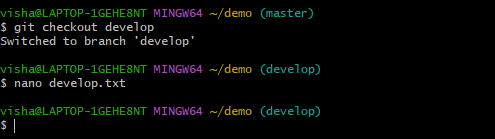 visha@LAPTOP-1GEHE8NT MINGW64 ~/demo (master)
$ git checkout develop
Switched to branch 'develop'
visha@LAPTOP-1GEHE8NT MINGW64 ~/demo (develop)
$ nano develop.txt
visha@LAPTOP-1GEHE8NT MINGW64 ~/demo (develop)
$